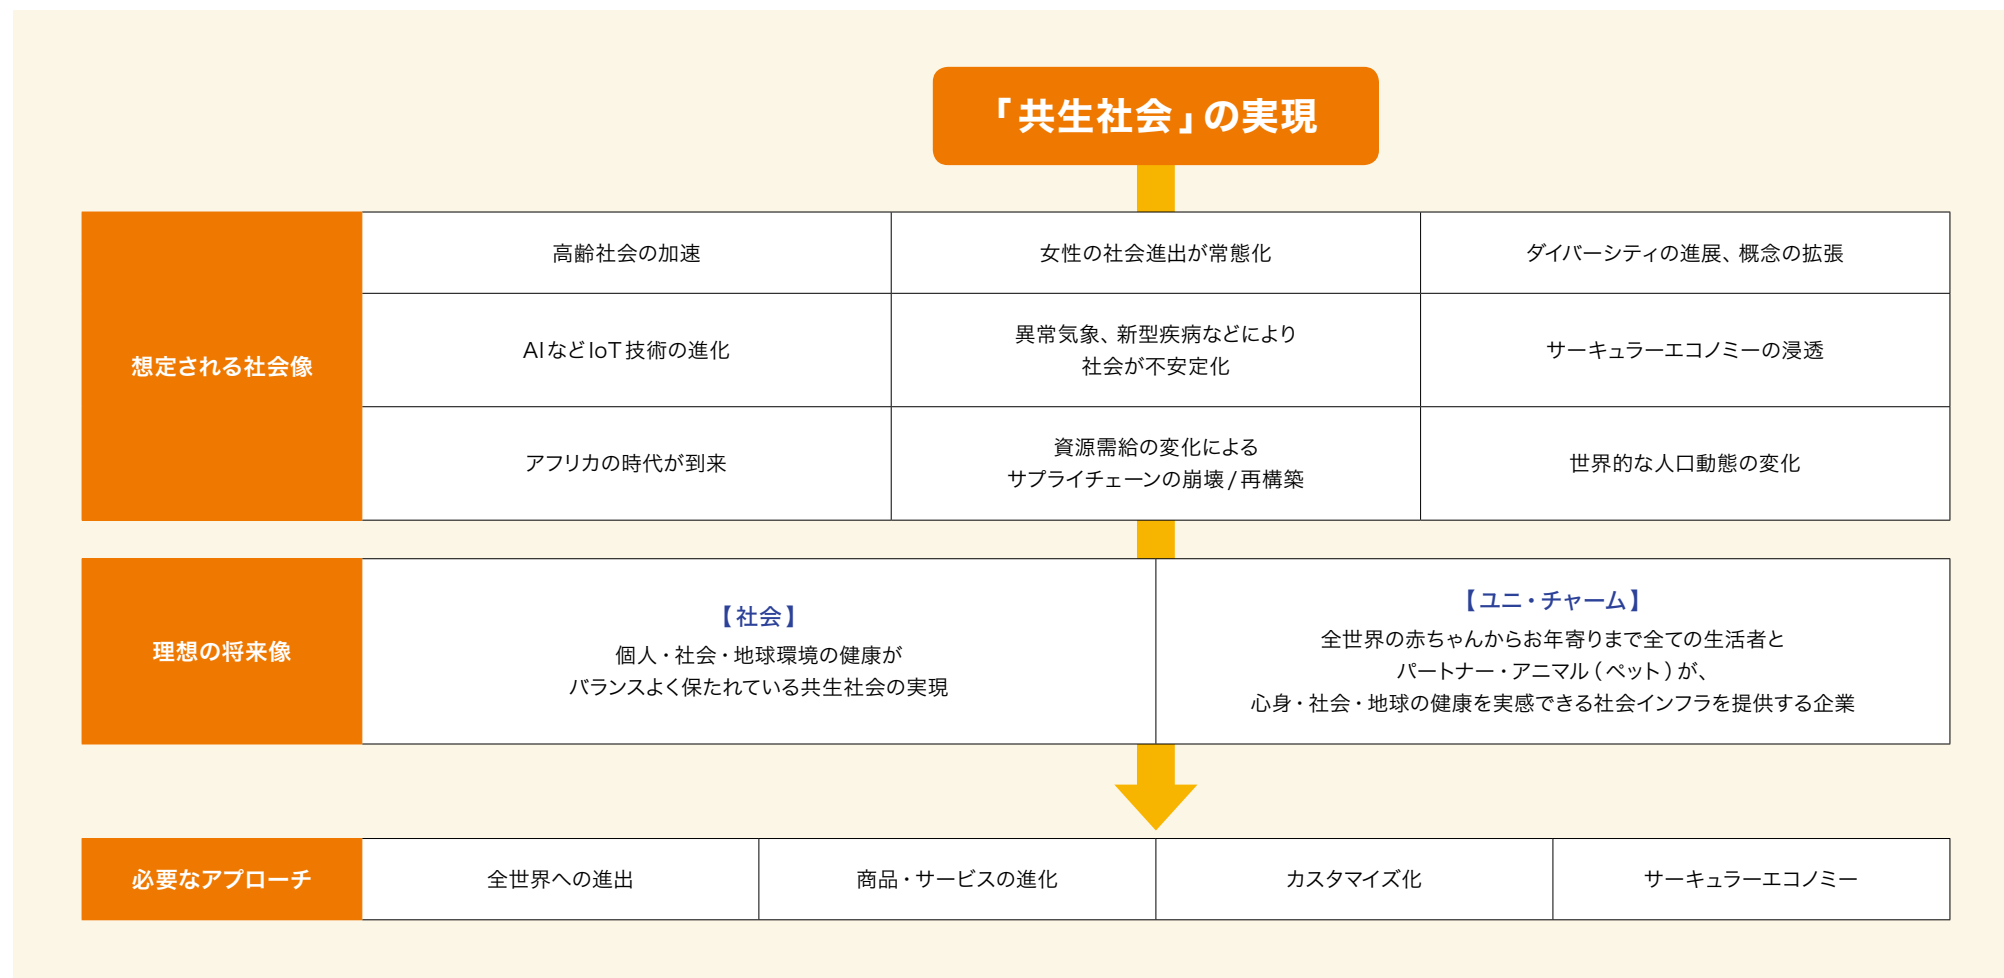 「共生社会」の実現
想定される社会像
高齢社会の加速
女性の社会進出が常態化
ダイバーシティの進展、概念の拡張
AIなどIoT技術の進化
異常気象、新型疾病などにより
社会が不安定化
サーキュラーエコノミーの浸透
アフリカの時代が到来
資源需給の変化による
サプライチェーンの崩壊/再構築
世界的な人口動態の変化
理想の将来像
【社会】
個人・社会・地球環境の健康が
バランスよく保たれている共生社会の実現
【ユニ・チャーム】
全世界の赤ちゃんからお年寄りまで全ての生活者と
パートナー・アニマル(ペット)が、
心身・社会・地球の健康を実感できる社会インフラを提供する企業
必要なアプローチ
全世界への進出
商品・サービスの進化
カスタマイズ化
サーキュラーエコノミー